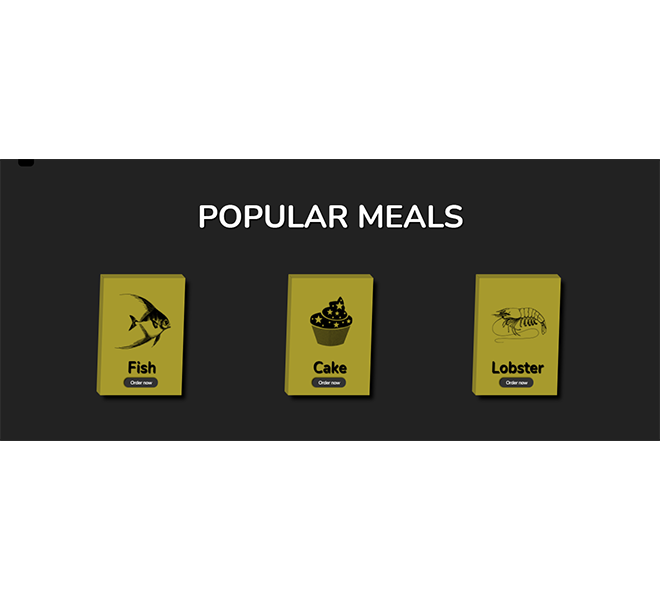 POPULAR MEALS
Fish
Order now
Cake
Order now
Lobster
Order now